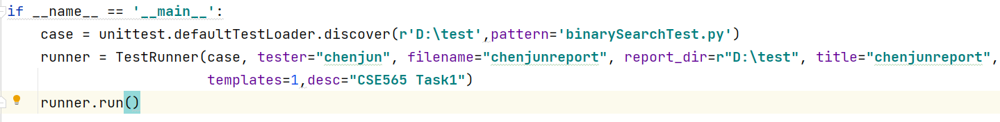 if __name__ == '__main__':
    case = unittest.defaultTestLoader.discover(r'D:\test',pattern='binarySearchTest.py')
    runner = TestRunner(case, tester="chenjun", filename="chenjunreport", report_dir=r"D:\test", title="chenjunreport",
                        templates=1,desc="CSE565 Task1")
    runner.run()